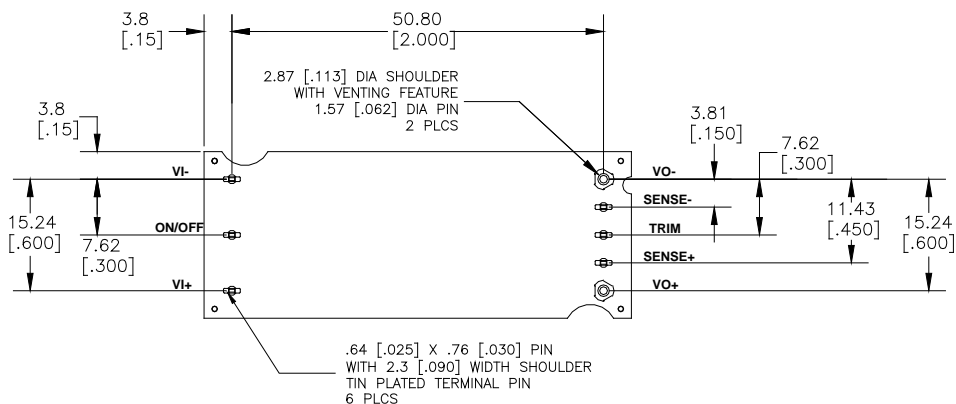 3.8
[.15]
50.80
[2.000]
2.87 [.113] DIA SHOULDER
WITH VENTING FEATURE
1.57 [.062] DIA PIN
2 PLCS
3.81
[.150]
7.62
[.300]
3.8
[.15]
VI-
VO-
SENSE-
15.24
[.600]
ON/OFF
7.62
[.300]
TRIM
11.43
[.450]
15.24
[.600]
SENSE+
VI+
VO+
.64 [.025] X .76 [.030] PIN
WITH 2.3 [.090] WIDTH SHOULDER
TIN PLATED TERMINAL PIN
6 PLCS